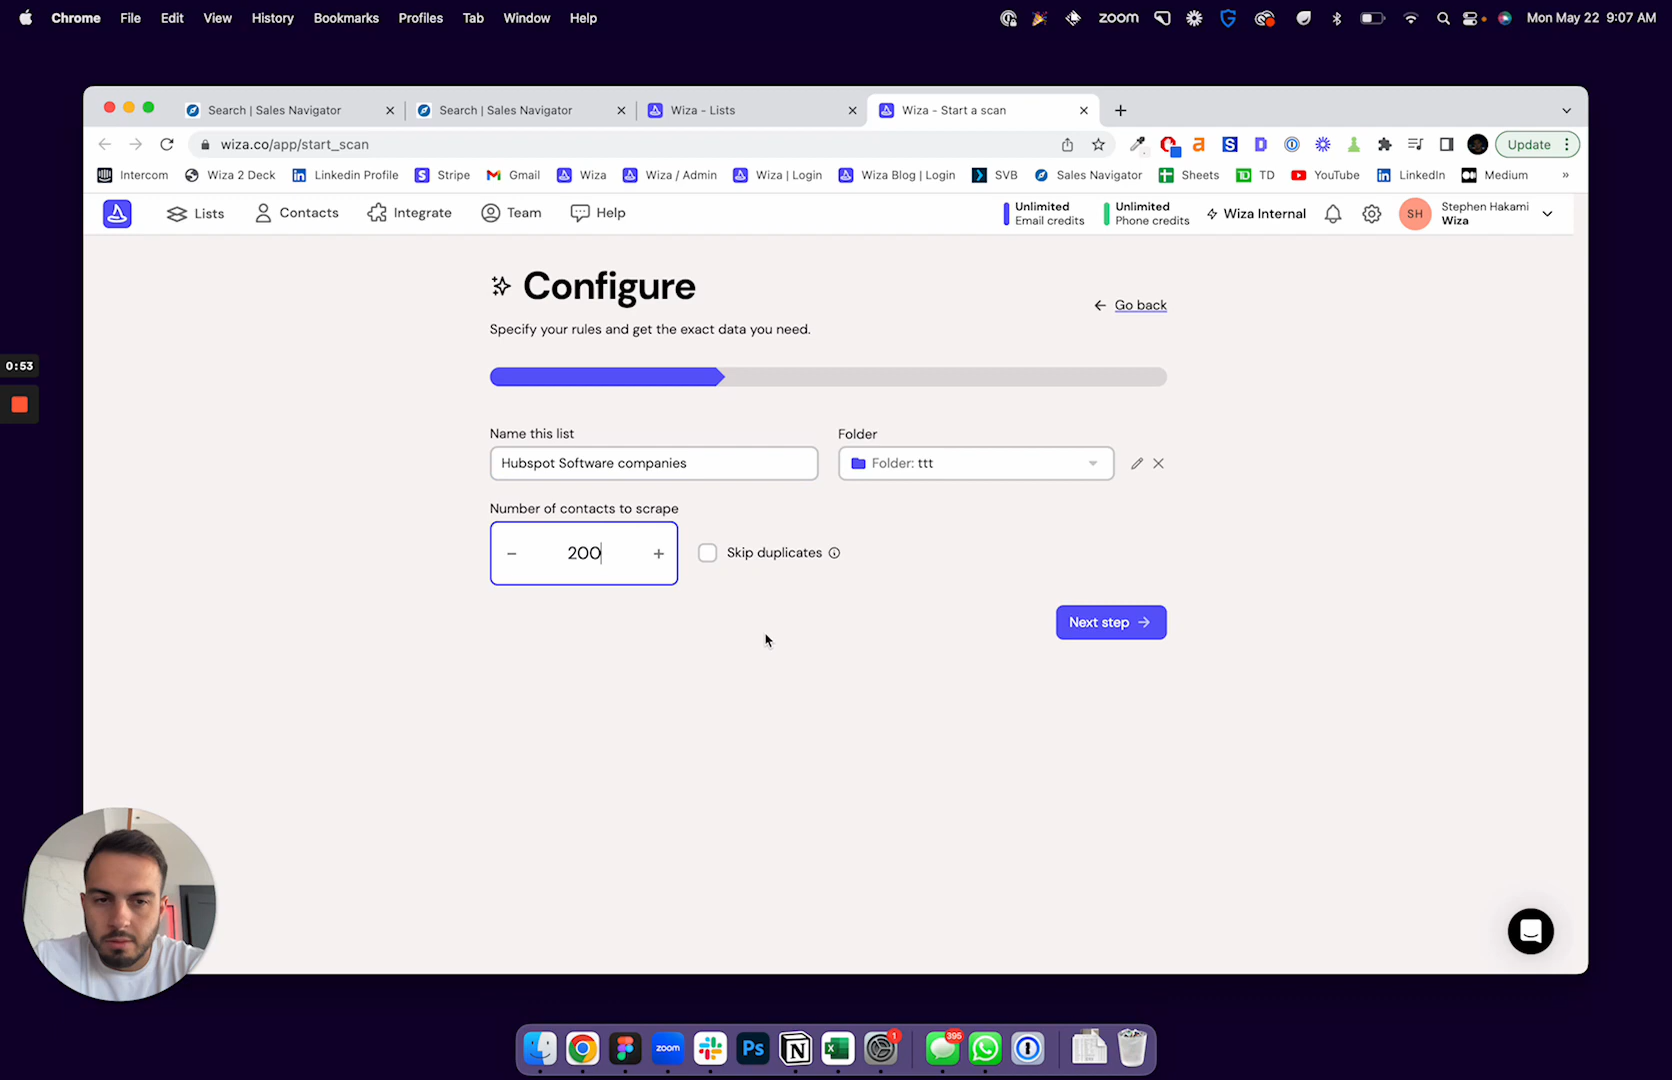 Chrome File Edit View History Bookmarks Profiles Tab Window Help
zoom
Mon May 22 9:07 AM
Search | Sales Navigator
Search | Sales Navigator
Wiza - Lists
Wiza - Start a scan
wiza.co/app/start_scan
Update
Intercom Wiza 2 Deck Linkedin Profile Stripe Gmail Wiza Wiza / Admin Wiza | Login Wiza Blog | Login SVB Sales Navigator Sheets TD YouTube LinkedIn Medium »
Lists Contacts Integrate Team Help
Unlimited
Email credits
Unlimited
Phone credits
Wiza Internal
SH
Stephen Hakami
Wiza
Configure
Go back
Specify your rules and get the exact data you need.
0:53
Name this list
Folder
Hubspot Software companies
Folder: ttt
Number of contacts to scrape
− 200 +
Skip duplicates
Next step
zoom
Ps
1
395